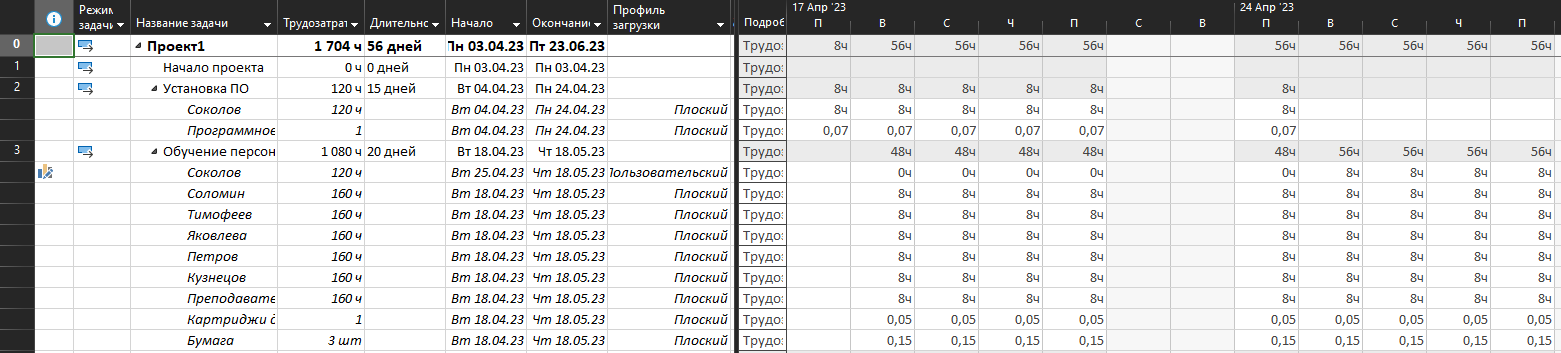 17 Апр '23 24 Апр '23
Режим задачи Название задачи Трудозатрат Длительнос Начало Окончани Профиль загрузки Подроб П В С Ч П С В П В С Ч П
0 Проект1 1 704 ч 56 дней Пн 03.04.23 Пт 23.06.23 Трудоз 8ч 56ч 56ч 56ч 56ч 56ч 56ч 56ч 56ч 56ч
1 Начало проекта 0 ч 0 дней Пн 03.04.23 Пн 03.04.23 Трудоз
2 Установка ПО 120 ч 15 дней Вт 04.04.23 Пн 24.04.23 Трудоз 8ч 8ч 8ч 8ч 8ч 8ч
Соколов 120 ч Вт 04.04.23 Пн 24.04.23 Плоский Трудоз 8ч 8ч 8ч 8ч 8ч 8ч
Программное 1 Вт 04.04.23 Пн 24.04.23 Плоский Трудоз 0,07 0,07 0,07 0,07 0,07 0,07
3 Обучение персон 1 080 ч 20 дней Вт 18.04.23 Чт 18.05.23 Трудоз 48ч 48ч 48ч 48ч 48ч 56ч 56ч 56ч 56ч
Соколов 120 ч Вт 25.04.23 Чт 18.05.23 Пользовательский Трудоз 0ч 0ч 0ч 0ч 0ч 8ч 8ч 8ч 8ч
Соломин 160 ч Вт 18.04.23 Чт 18.05.23 Плоский Трудоз 8ч 8ч 8ч 8ч 8ч 8ч 8ч 8ч 8ч
Тимофеев 160 ч Вт 18.04.23 Чт 18.05.23 Плоский Трудоз 8ч 8ч 8ч 8ч 8ч 8ч 8ч 8ч 8ч
Яковлева 160 ч Вт 18.04.23 Чт 18.05.23 Плоский Трудоз 8ч 8ч 8ч 8ч 8ч 8ч 8ч 8ч 8ч
Петров 160 ч Вт 18.04.23 Чт 18.05.23 Плоский Трудоз 8ч 8ч 8ч 8ч 8ч 8ч 8ч 8ч 8ч
Кузнецов 160 ч Вт 18.04.23 Чт 18.05.23 Плоский Трудоз 8ч 8ч 8ч 8ч 8ч 8ч 8ч 8ч 8ч
Преподавате 160 ч Вт 18.04.23 Чт 18.05.23 Плоский Трудоз 8ч 8ч 8ч 8ч 8ч 8ч 8ч 8ч 8ч
Картриджи д 1 Вт 18.04.23 Чт 18.05.23 Плоский Трудоз 0,05 0,05 0,05 0,05 0,05 0,05 0,05 0,05 0,05
Бумага 3 шт Вт 18.04.23 Чт 18.05.23 Плоский Трудоз 0,15 0,15 0,15 0,15 0,15 0,15 0,15 0,15 0,15